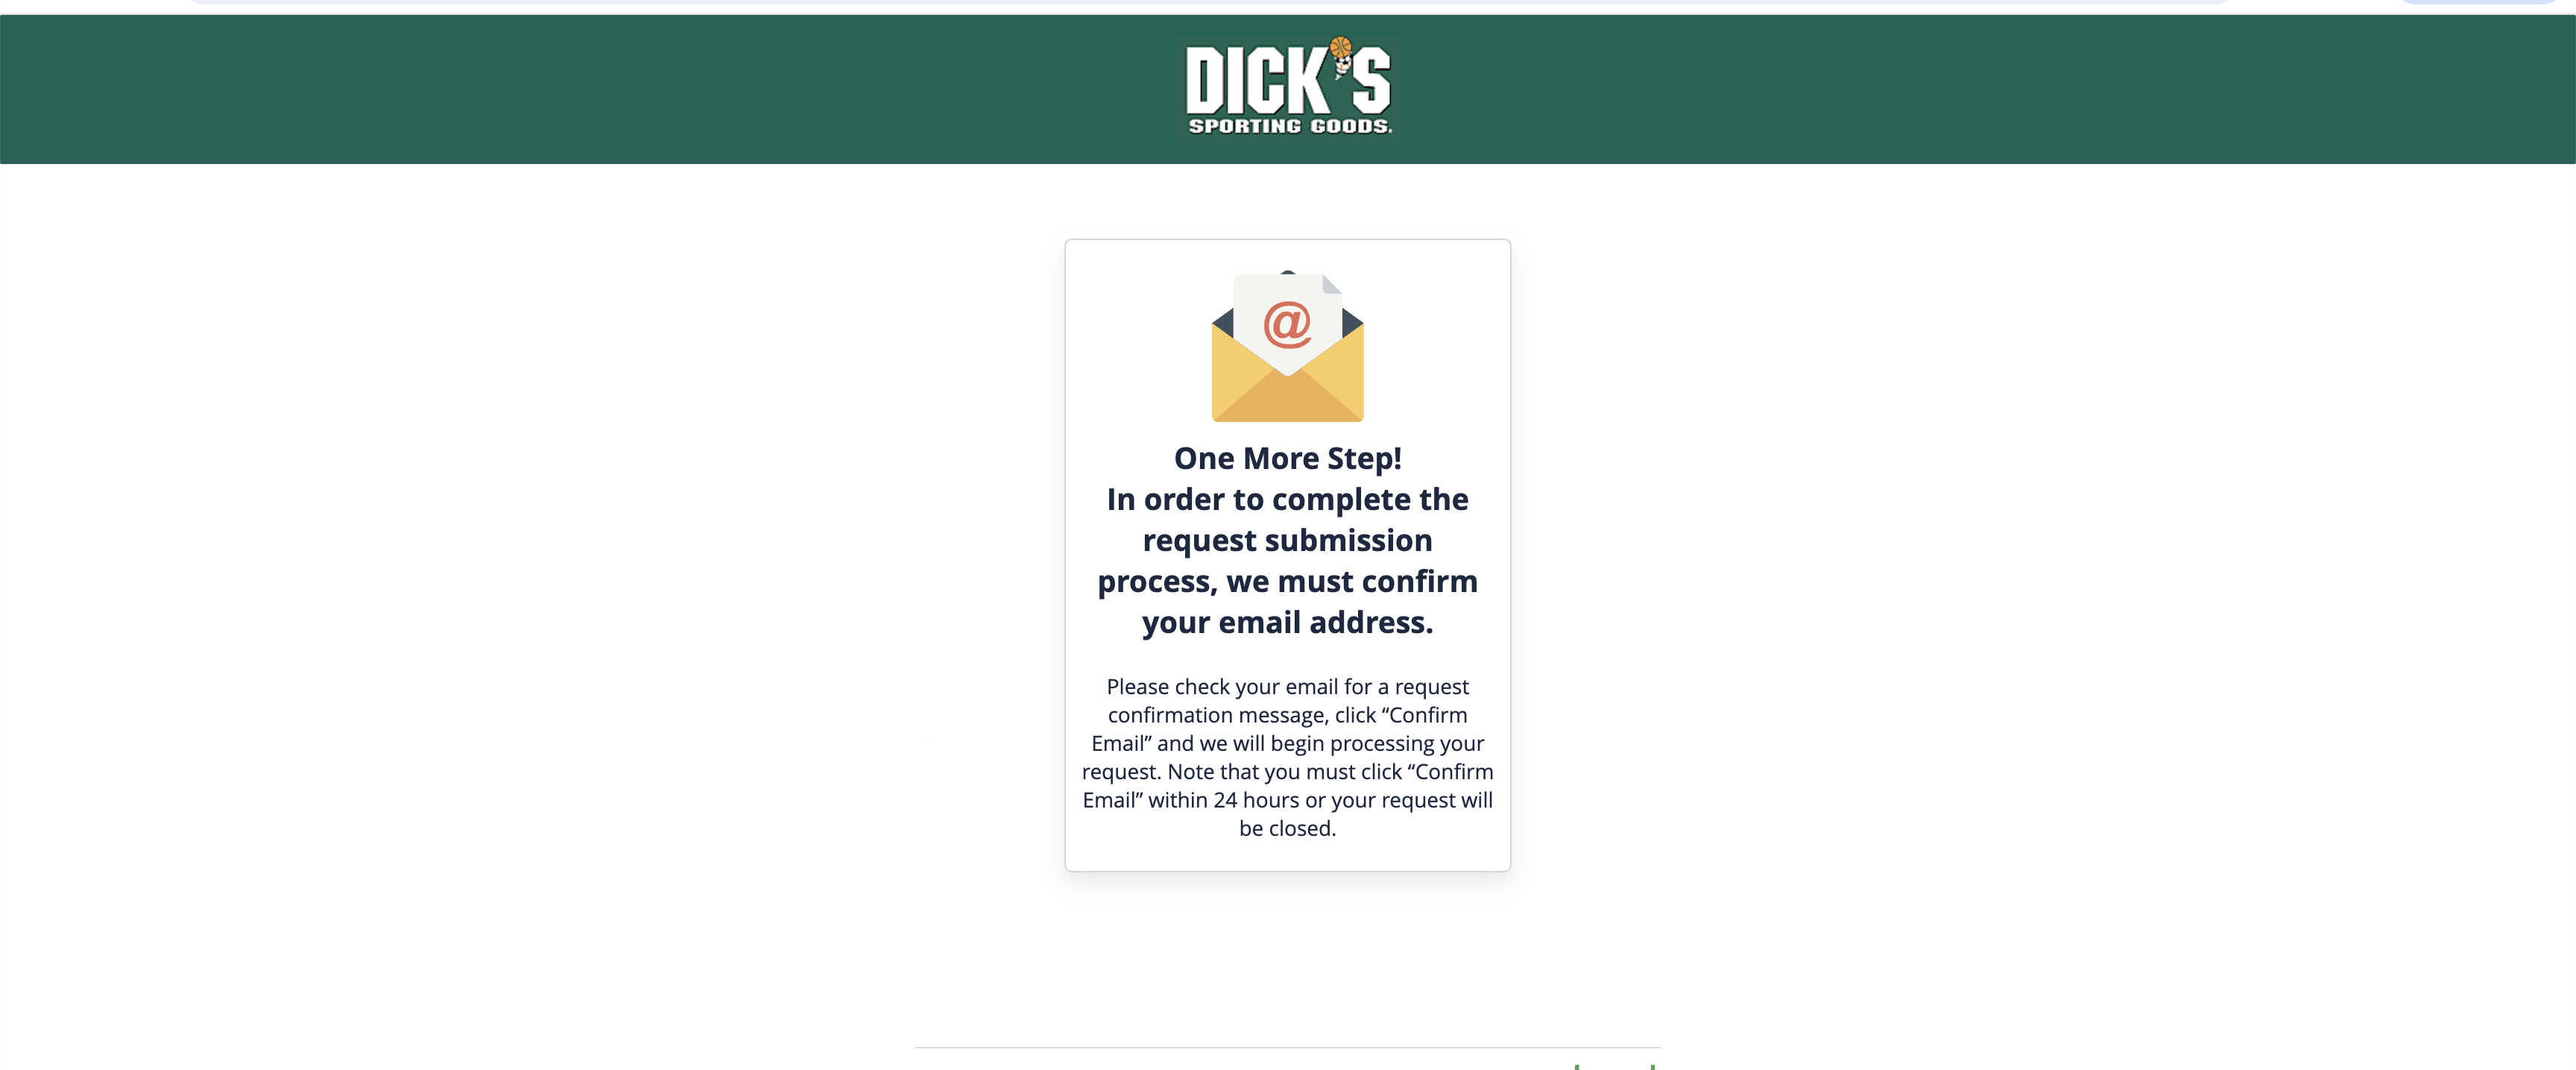 DICK'S
SPORTING GOODS.
@
One More Step!
In order to complete the
request submission
process, we must confirm
your email address.
Please check your email for a request
confirmation message, click “Confirm
Email” and we will begin processing your
request. Note that you must click “Confirm
Email” within 24 hours or your request will
be closed.